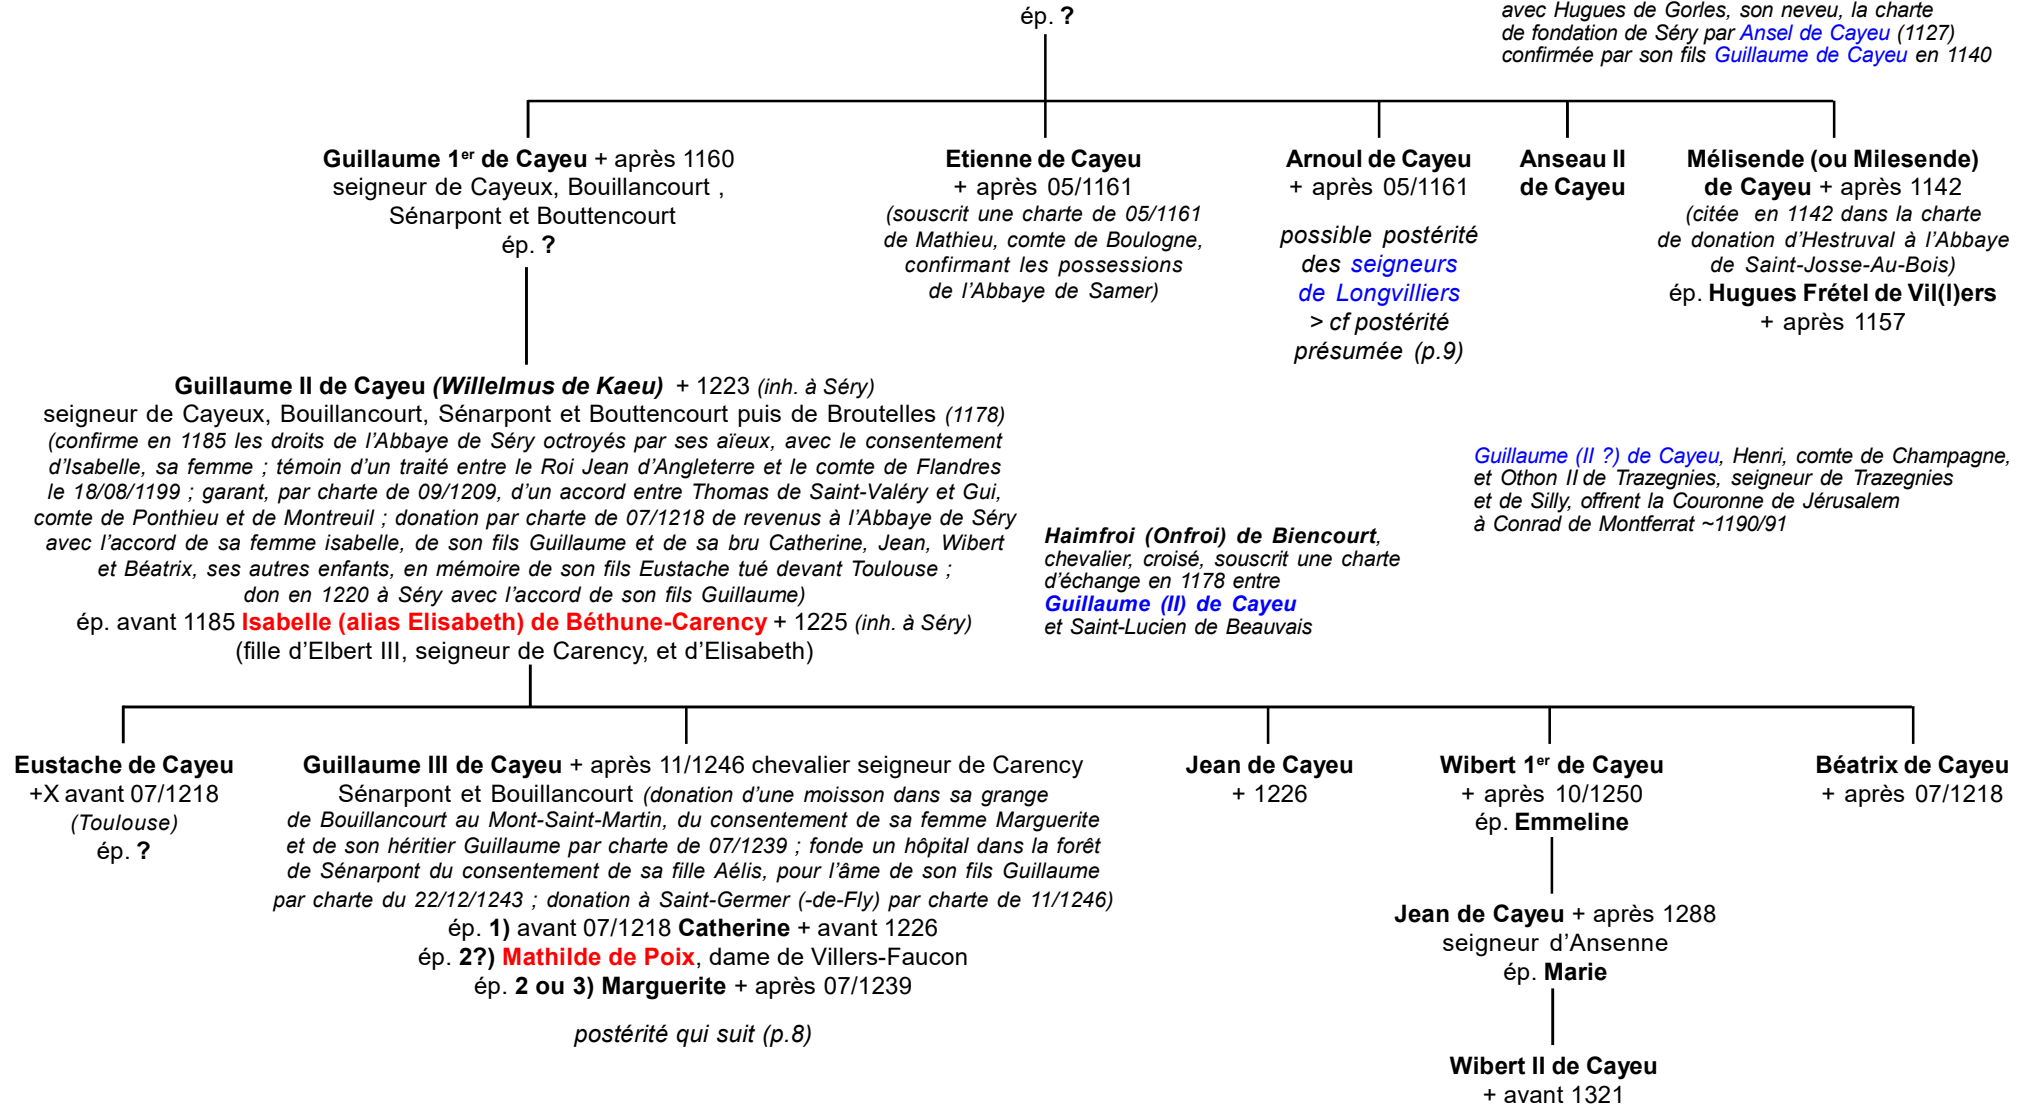 ép. ?
avec Hugues de Gorles, son neveu, la charte
de fondation de Séry par Ansel de Cayeu (1127)
confirmée par son fils Guillaume de Cayeu en 1140
Guillaume 1er de Cayeu + après 1160
seigneur de Cayeux, Bouillancourt ,
Sénarpont et Bouttencourt
ép. ?
Etienne de Cayeu
+ après 05/1161
(souscrit une charte de 05/1161
de Mathieu, comte de Boulogne,
confirmant les possessions
de l'Abbaye de Samer)
Arnoul de Cayeu
+ après 05/1161
possible postérité
des seigneurs
de Longvilliers
> cf postérité
présumée (p.9)
Anseau II
de Cayeu
Mélisende (ou Milesende)
de Cayeu + après 1142
(citée en 1142 dans la charte
de donation d'Hestruval à l'Abbaye
de Saint-Josse-Au-Bois)
ép. Hugues Frétel de Vil(l)ers
+ après 1157
Guillaume II de Cayeu (Willelmus de Kaeu) + 1223 (inh. à Séry)
seigneur de Cayeux, Bouillancourt, Sénarpont et Bouttencourt puis de Broutelles (1178)
(confirme en 1185 les droits de l'Abbaye de Séry octroyés par ses aïeux, avec le consentement
d'Isabelle, sa femme ; témoin d'un traité entre le Roi Jean d'Angleterre et le comte de Flandres
le 18/08/1199 ; garant, par charte de 09/1209, d'un accord entre Thomas de Saint-Valéry et Gui,
comte de Ponthieu et de Montreuil ; donation par charte de 07/1218 de revenus à l'Abbaye de Séry
avec l'accord de sa femme isabelle, de son fils Guillaume et de sa bru Catherine, Jean, Wibert
et Béatrix, ses autres enfants, en mémoire de son fils Eustache tué devant Toulouse ;
don en 1220 à Séry avec l'accord de son fils Guillaume)
ép. avant 1185 Isabelle (alias Elisabeth) de Béthune-Carency + 1225 (inh. à Séry)
(fille d'Elbert III, seigneur de Carency, et d'Elisabeth)
Haimfroi (Onfroi) de Biencourt,
chevalier, croisé, souscrit une charte
d'échange en 1178 entre
Guillaume (II) de Cayeu
et Saint-Lucien de Beauvais
Guillaume (II ?) de Cayeu, Henri, comte de Champagne,
et Othon II de Trazegnies, seigneur de Trazegnies
et de Silly, offrent la Couronne de Jérusalem
à Conrad de Montferrat ~1190/91
Eustache de Cayeu
+X avant 07/1218
(Toulouse)
ép. ?
Guillaume III de Cayeu + après 11/1246 chevalier seigneur de Carency
Sénarpont et Bouillancourt (donation d'une moisson dans sa grange
de Bouillancourt au Mont-Saint-Martin, du consentement de sa femme Marguerite
et de son héritier Guillaume par charte de 07/1239 ; fonde un hôpital dans la forêt
de Sénarpont du consentement de sa fille Aélis, pour l'âme de son fils Guillaume
par charte du 22/12/1243 ; donation à Saint-Germer (-de-Fly) par charte de 11/1246)
ép. 1) avant 07/1218 Catherine + avant 1226
ép. 2?) Mathilde de Poix, dame de Villers-Faucon
ép. 2 ou 3) Marguerite + après 07/1239
postérité qui suit (p.8)
Jean de Cayeu
+ 1226
Wibert 1er de Cayeu
+ après 10/1250
ép. Emmeline
Béatrix de Cayeu
+ après 07/1218
Jean de Cayeu + après 1288
seigneur d'Ansenne
ép. Marie
Wibert II de Cayeu
+ avant 1321